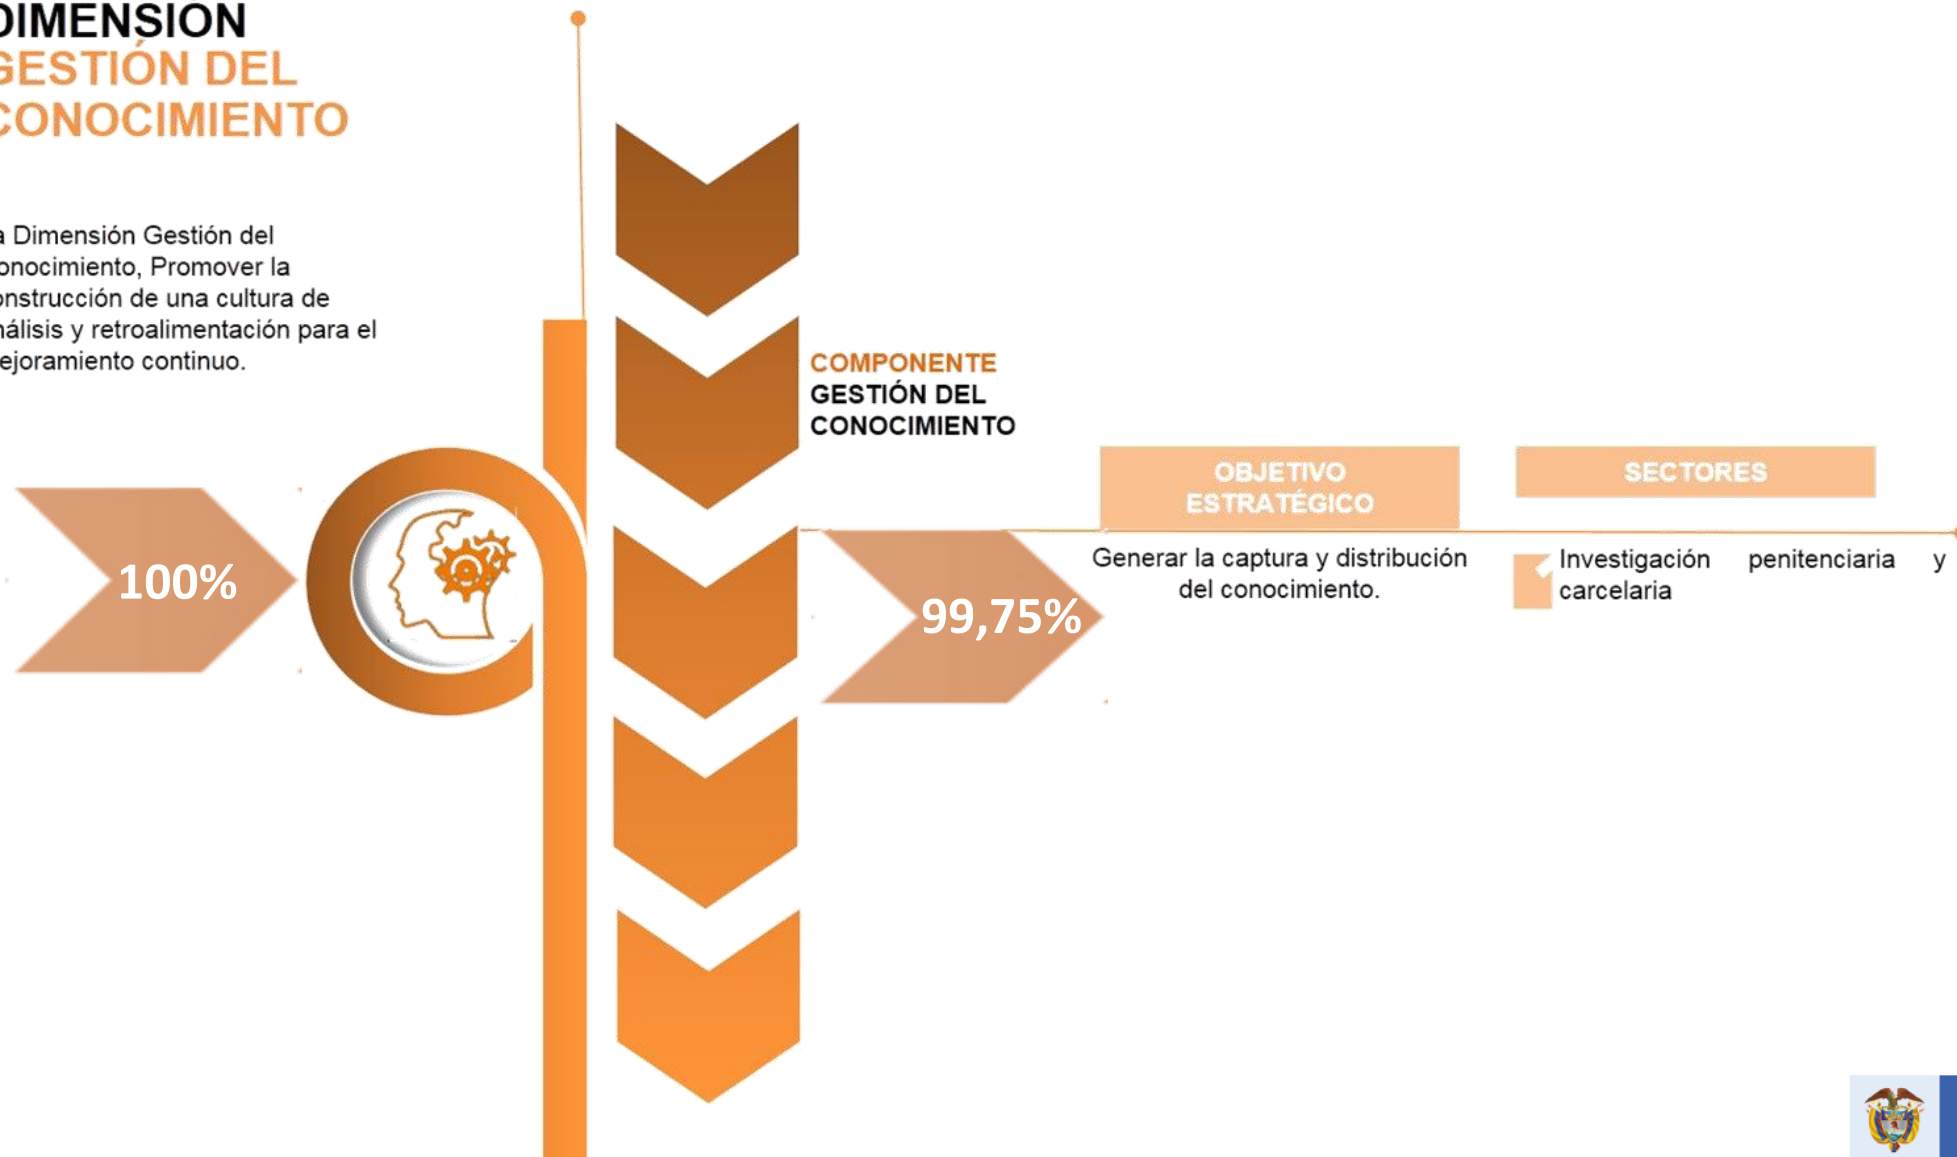 DIMENSION
GESTIÓN DEL
CONOCIMIENTO
a Dimensión Gestión del
onocimiento, Promover la
onstrucción de una cultura de
nálisis y retroalimentación para el
ejoramiento continuo.
100%
COMPONENTE
GESTIÓN DEL
CONOCIMIENTO
99,75%
OBJETIVO
ESTRATÉGICO
Generar la captura y distribución
del conocimiento.
SECTORES
Investigación penitenciaria y
carcelaria